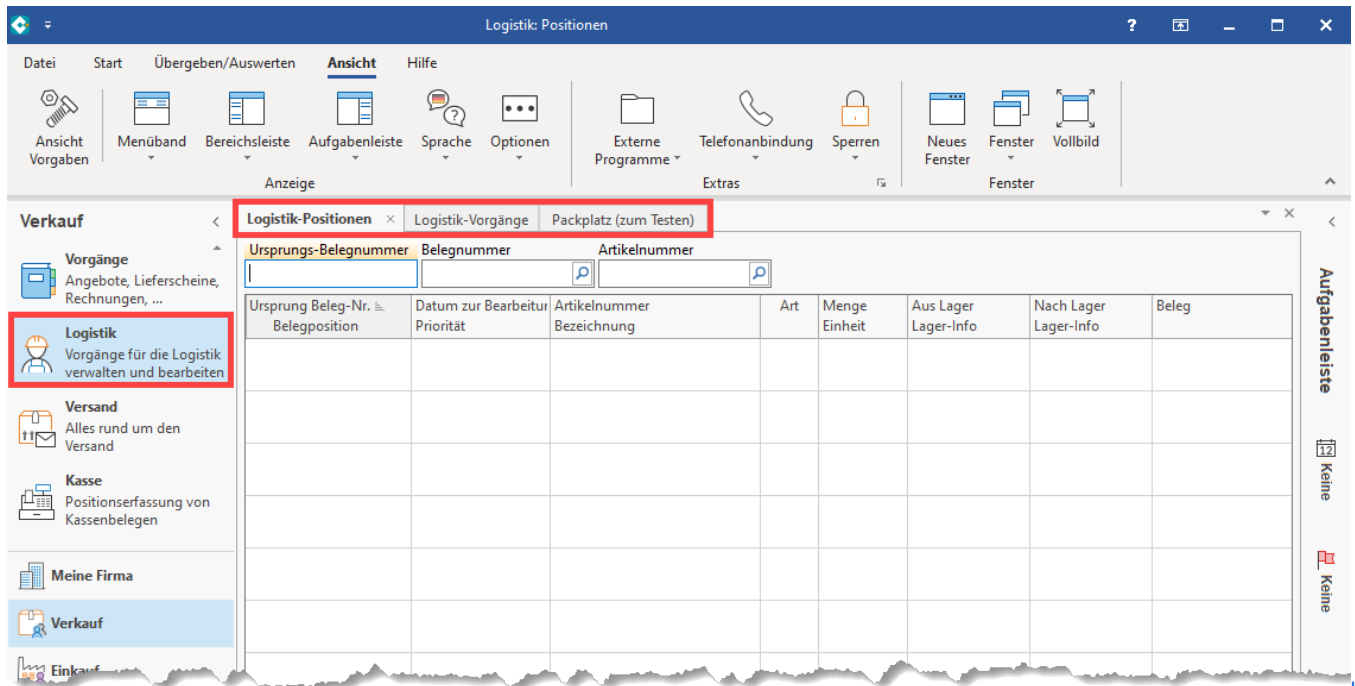 Logistik: Positionen
?
Datei Start Übergeben/Auswerten Ansicht Hilfe
Ansicht Vorgaben
Menüband
Bereichsleiste
Aufgabenleiste
Sprache
Optionen
Externe Programme
Telefonanbindung
Sperren
Neues Fenster
Fenster
Vollbild
Anzeige
Extras
Fenster
Verkauf
Vorgänge
Angebote, Lieferscheine,
Rechnungen, ...
Logistik
Vorgänge für die Logistik
verwalten und bearbeiten
Versand
Alles rund um den
Versand
Kasse
Positionserfassung von
Kassenbelegen
Meine Firma
Verkauf
Einkauf
Logistik-Positionen × Logistik-Vorgänge Packplatz (zum Testen)
Ursprungs-Belegnummer Belegnummer Artikelnummer
Ursprung Beleg-Nr. Datum zur Bearbeitur Artikelnummer Art Menge Aus Lager Nach Lager Beleg
Belegposition Priorität Bezeichnung Einheit Lager-Info Lager-Info
Aufgabenleiste
12
Keine
Keine